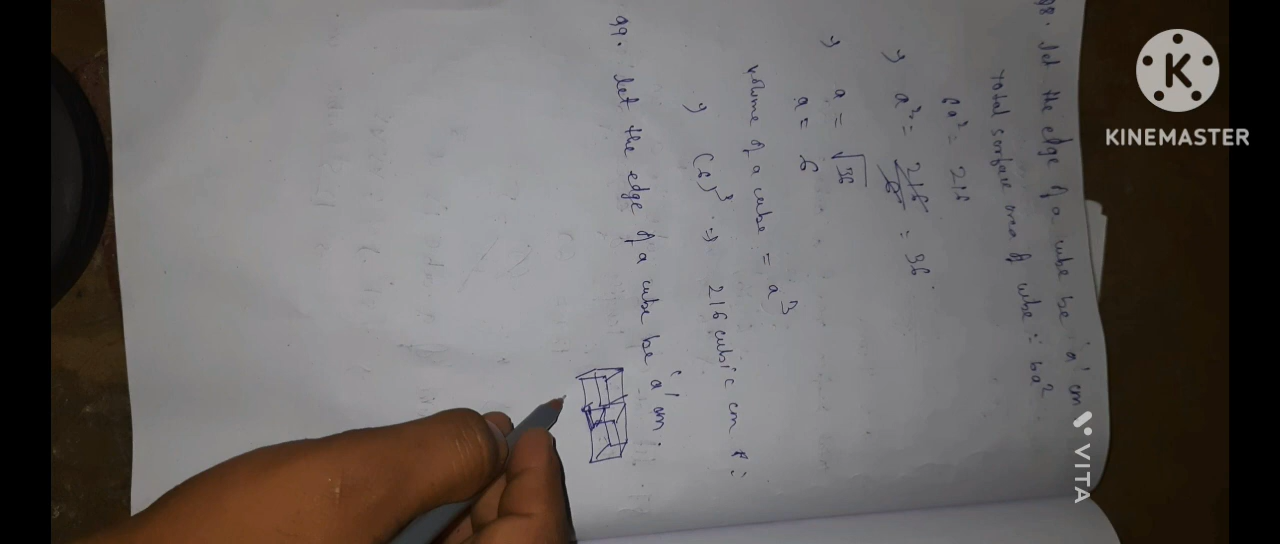 98. let the edge of a cube be 'a' cm
Total surface area of cube = 6a²
6a² = 216
⇒ a² = 216/6 = 36
⇒ a = √36
a = 6
Volume of a cube = a³
⇒ (6)³ ⇒ 216 cubic cm
99. let the edge of a cube be 'a' cm.
KINEMASTER
VITA